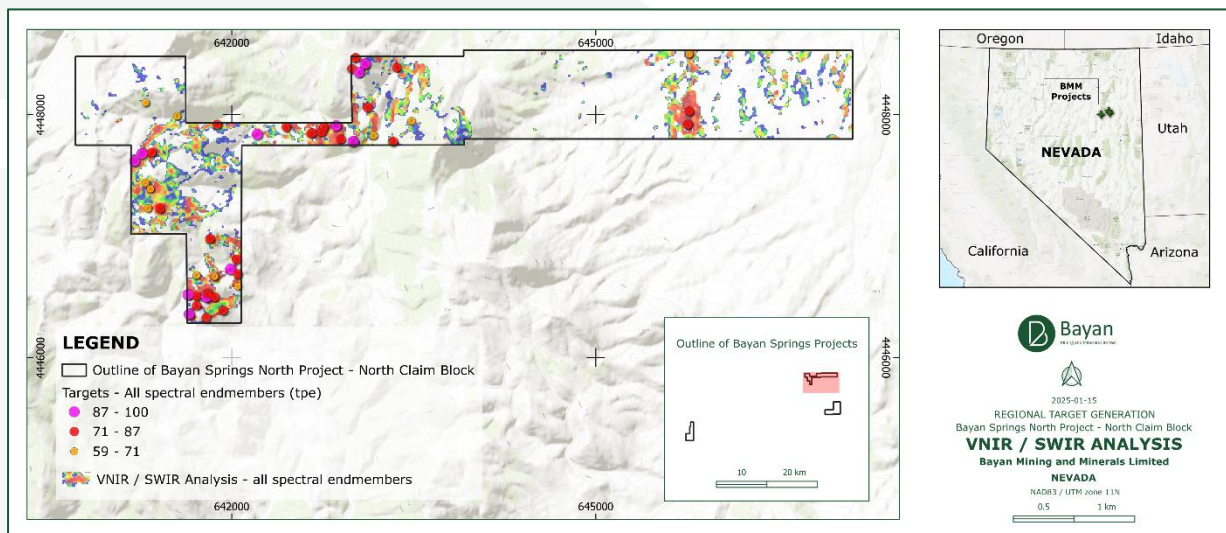 642000
645000
4448000
4448000
4446000
4446000
642000
645000
LEGEND
Outline of Bayan Springs North Project - North Claim Block
Targets - All spectral endmembers (tpe)
87 - 100
71 - 87
59 - 71
VNIR / SWIR Analysis - all spectral endmembers
Outline of Bayan Springs Projects
10 20 km
Oregon
Idaho
BMM
Projects
NEVADA
Utah
California
Arizona
Bayan
2025-01-15
REGIONAL TARGET GENERATION
Bayan Springs North Project - North Claim Block
VNIR / SWIR ANALYSIS
Bayan Mining and Minerals Limited
NEVADA
NAD83 / UTM zone 11N
0.5 1 km